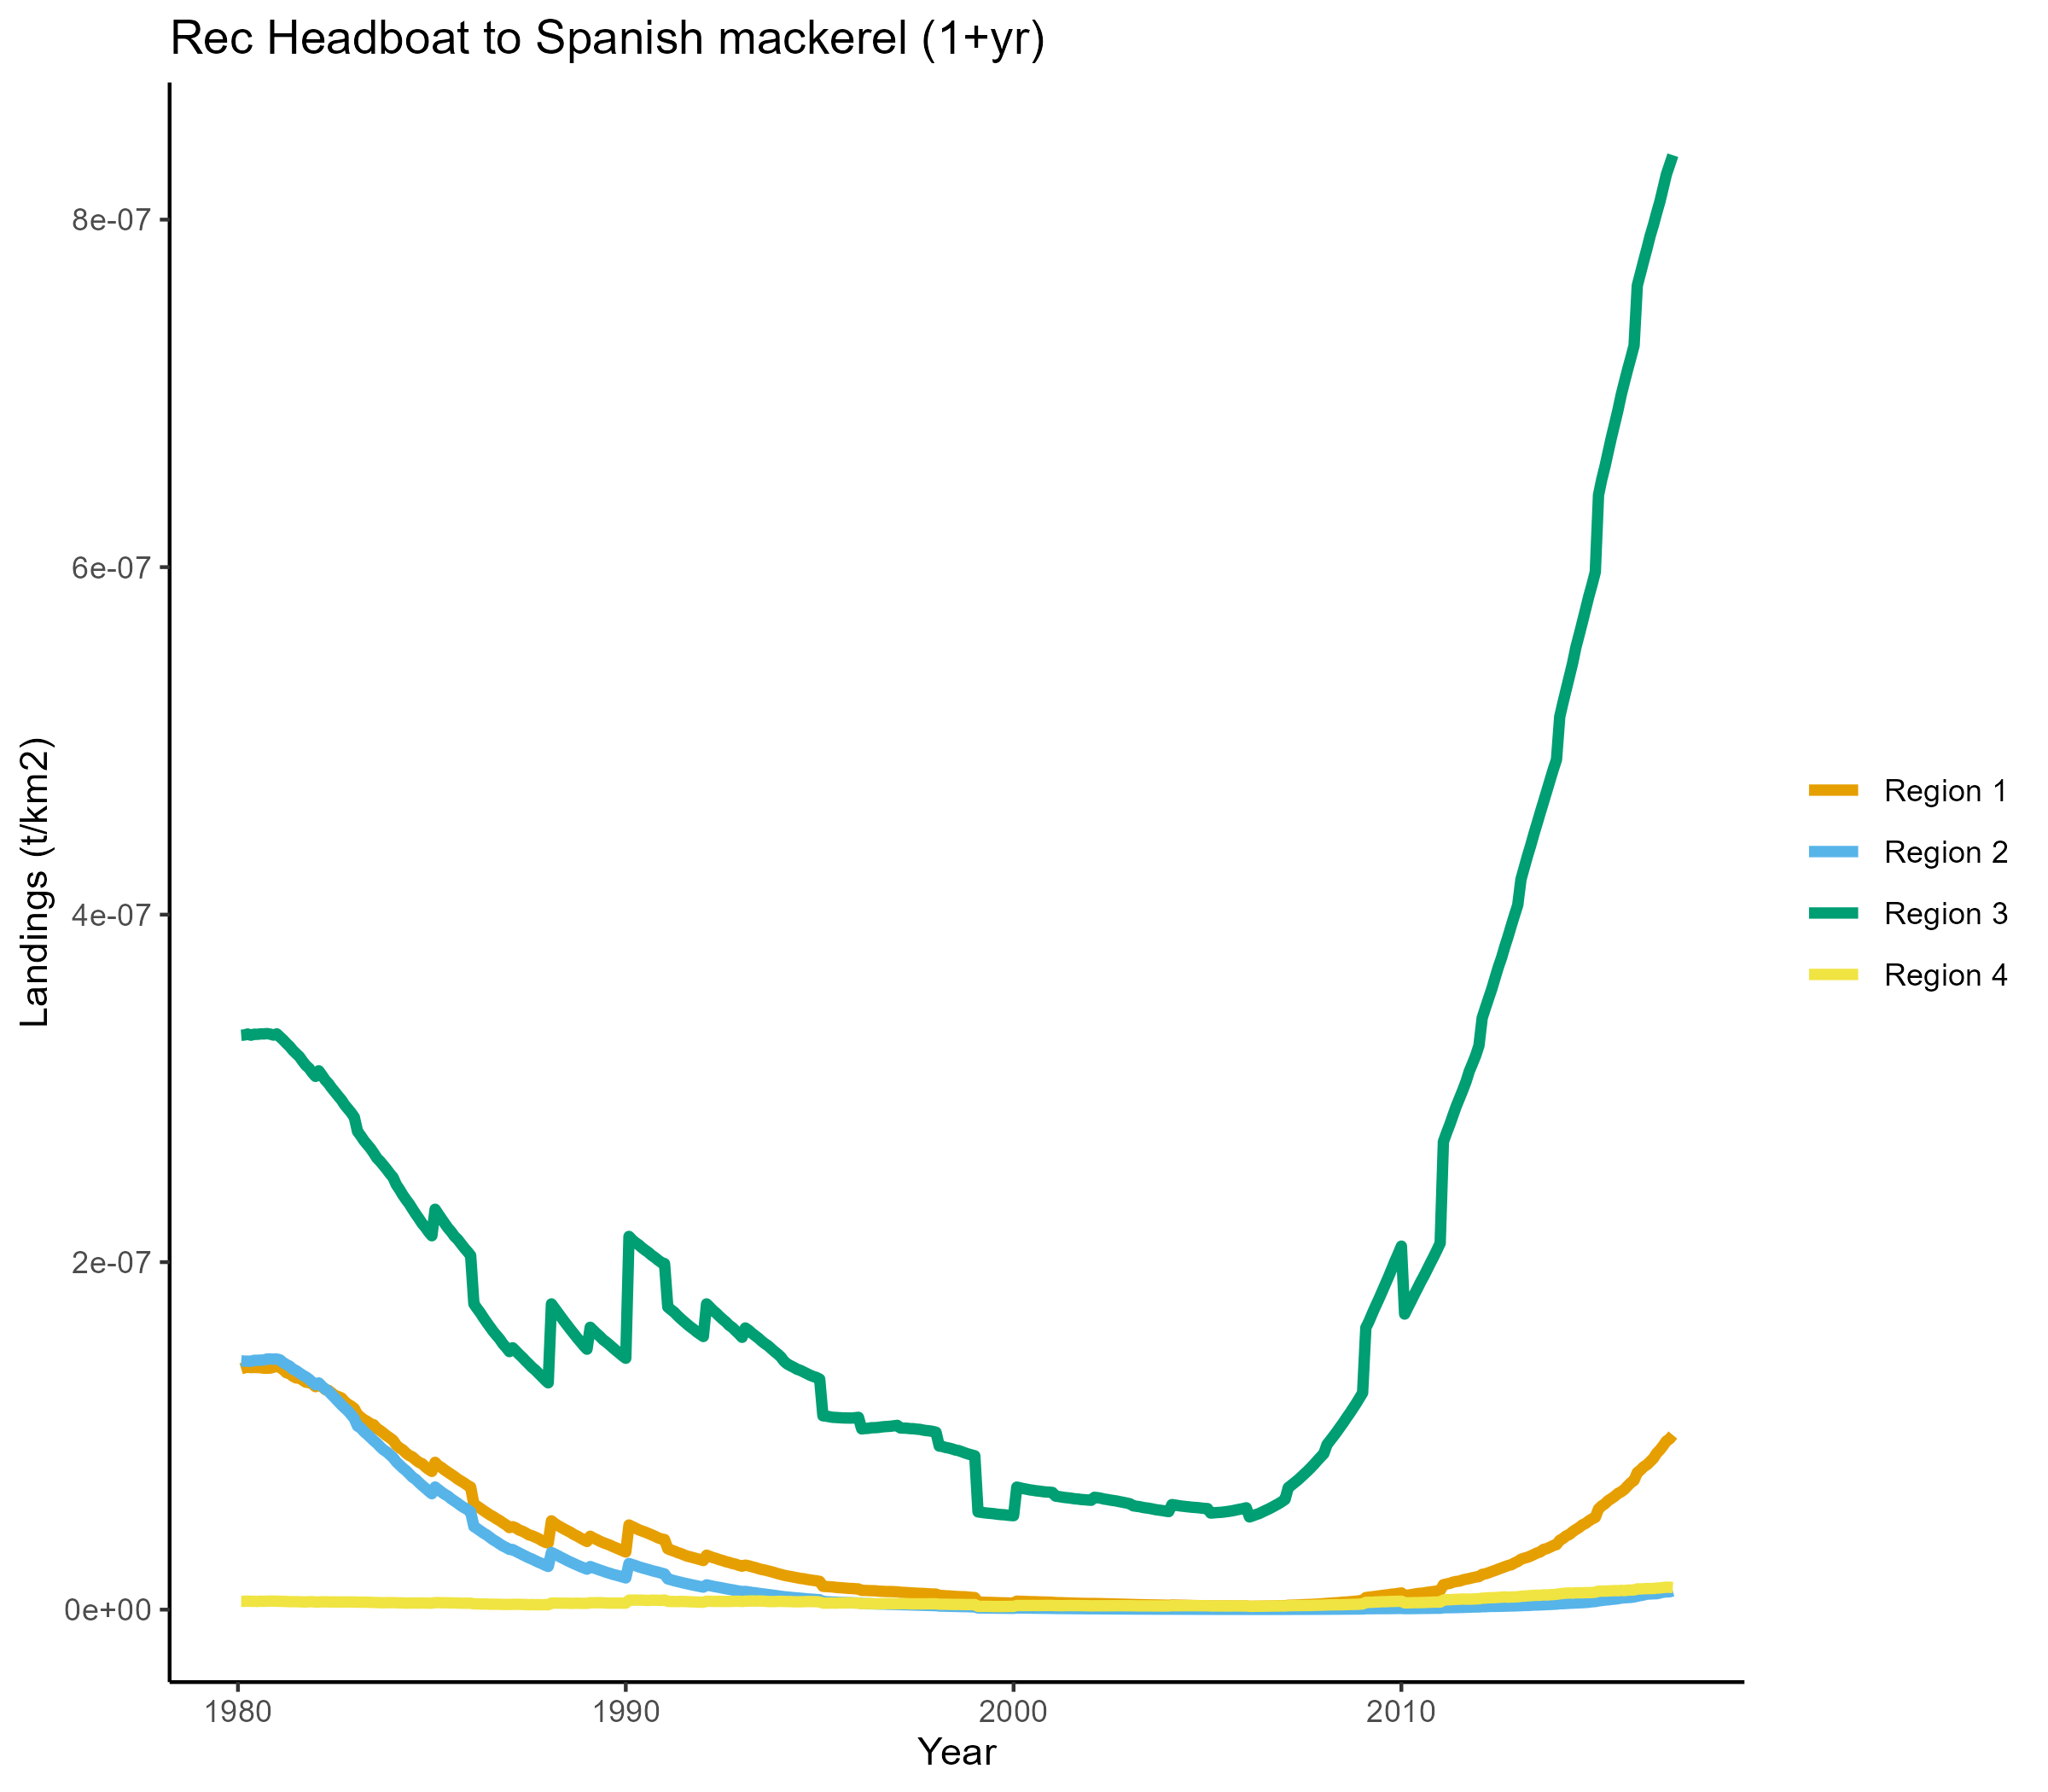 Rec Headboat to Spanish mackerel (1+yr)
8e-07
6e-07
4e-07
2e-07
0e+00
Landings (t/km2)
1980
1990
2000
2010
Year
Region 1
Region 2
Region 3
Region 4